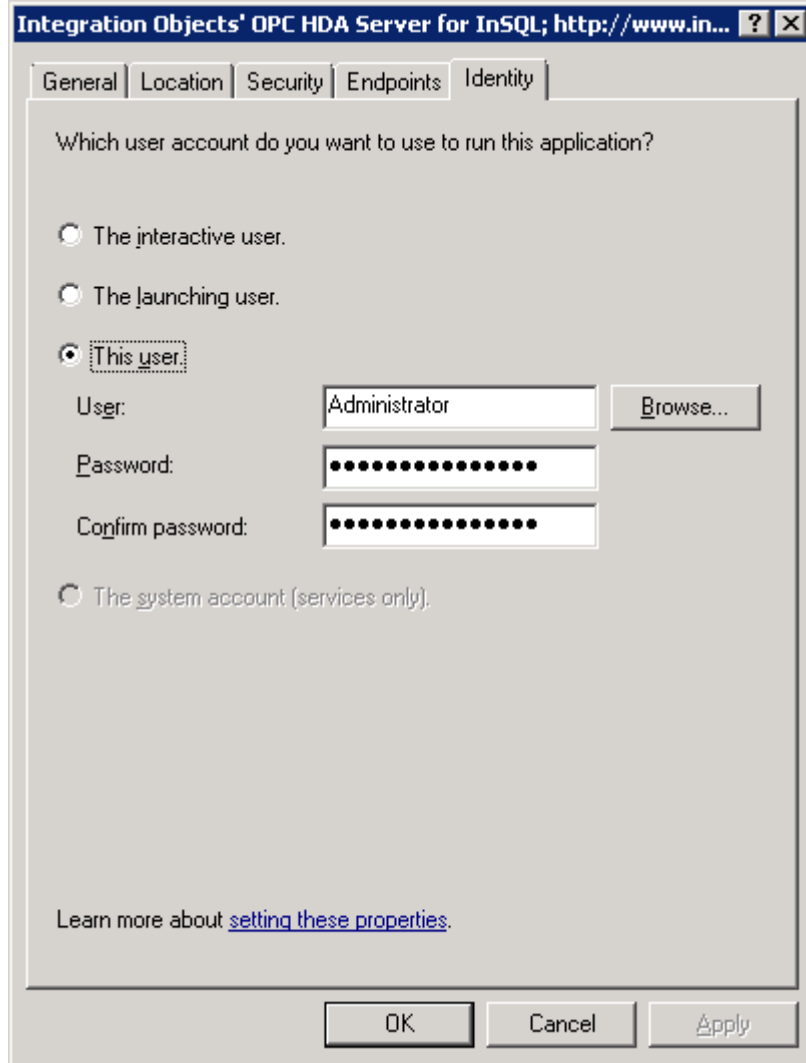 Integration Objects' OPC HDA Server for InSQL; http://www.in...
General Location Security Endpoints Identity
Which user account do you want to use to run this application?
The interactive user.
The launching user.
This user.
User: Administrator Browse...
Password: ●●●●●●●●●●●●●●●
Confirm password: ●●●●●●●●●●●●●●●
The system account (services only).
Learn more about setting these properties.
OK Cancel Apply